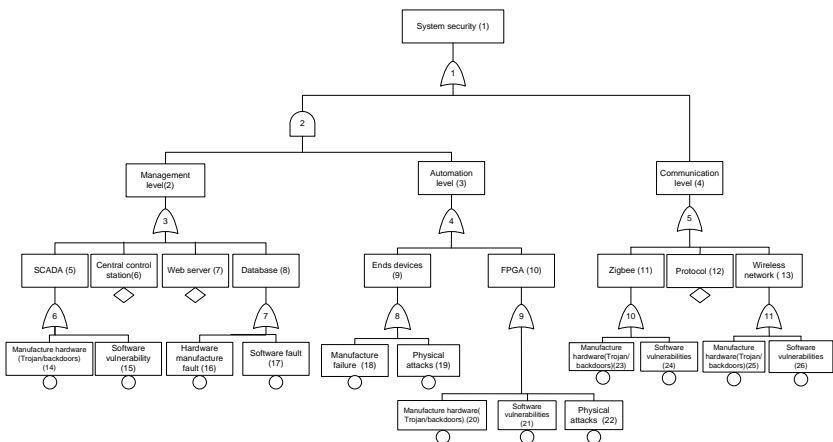 System security (1)
1
2
Management
level(2)
Automation
level (3)
Communication
level (4)
3
4
5
SCADA (5)
Central control
station(6)
Web server (7)
Database (8)
Ends devices
(9)
FPGA (10)
Zigbee (11)
Protocol (12)
Wireless
network ( 13)
6
7
8
9
10
11
Manufacture hardware
(Trojan/backdoors)
(14)
Software
vulnerability
(15)
Hardware
manufacture
fault (16)
Software fault
(17)
Manufacture
failure (18)
Physical
attacks (19)
Manufacture hardware(
Trojan/backdoors) (20)
Software
vulnerabilities
(21)
Physical
attacks (22)
Manufacture
hardware(Trojan/
backdoors)(23)
Software
vulnerabilities
(24)
Manufacture
hardware(Trojan/
backdoors)(25)
Software
vulnerabilities
(26)